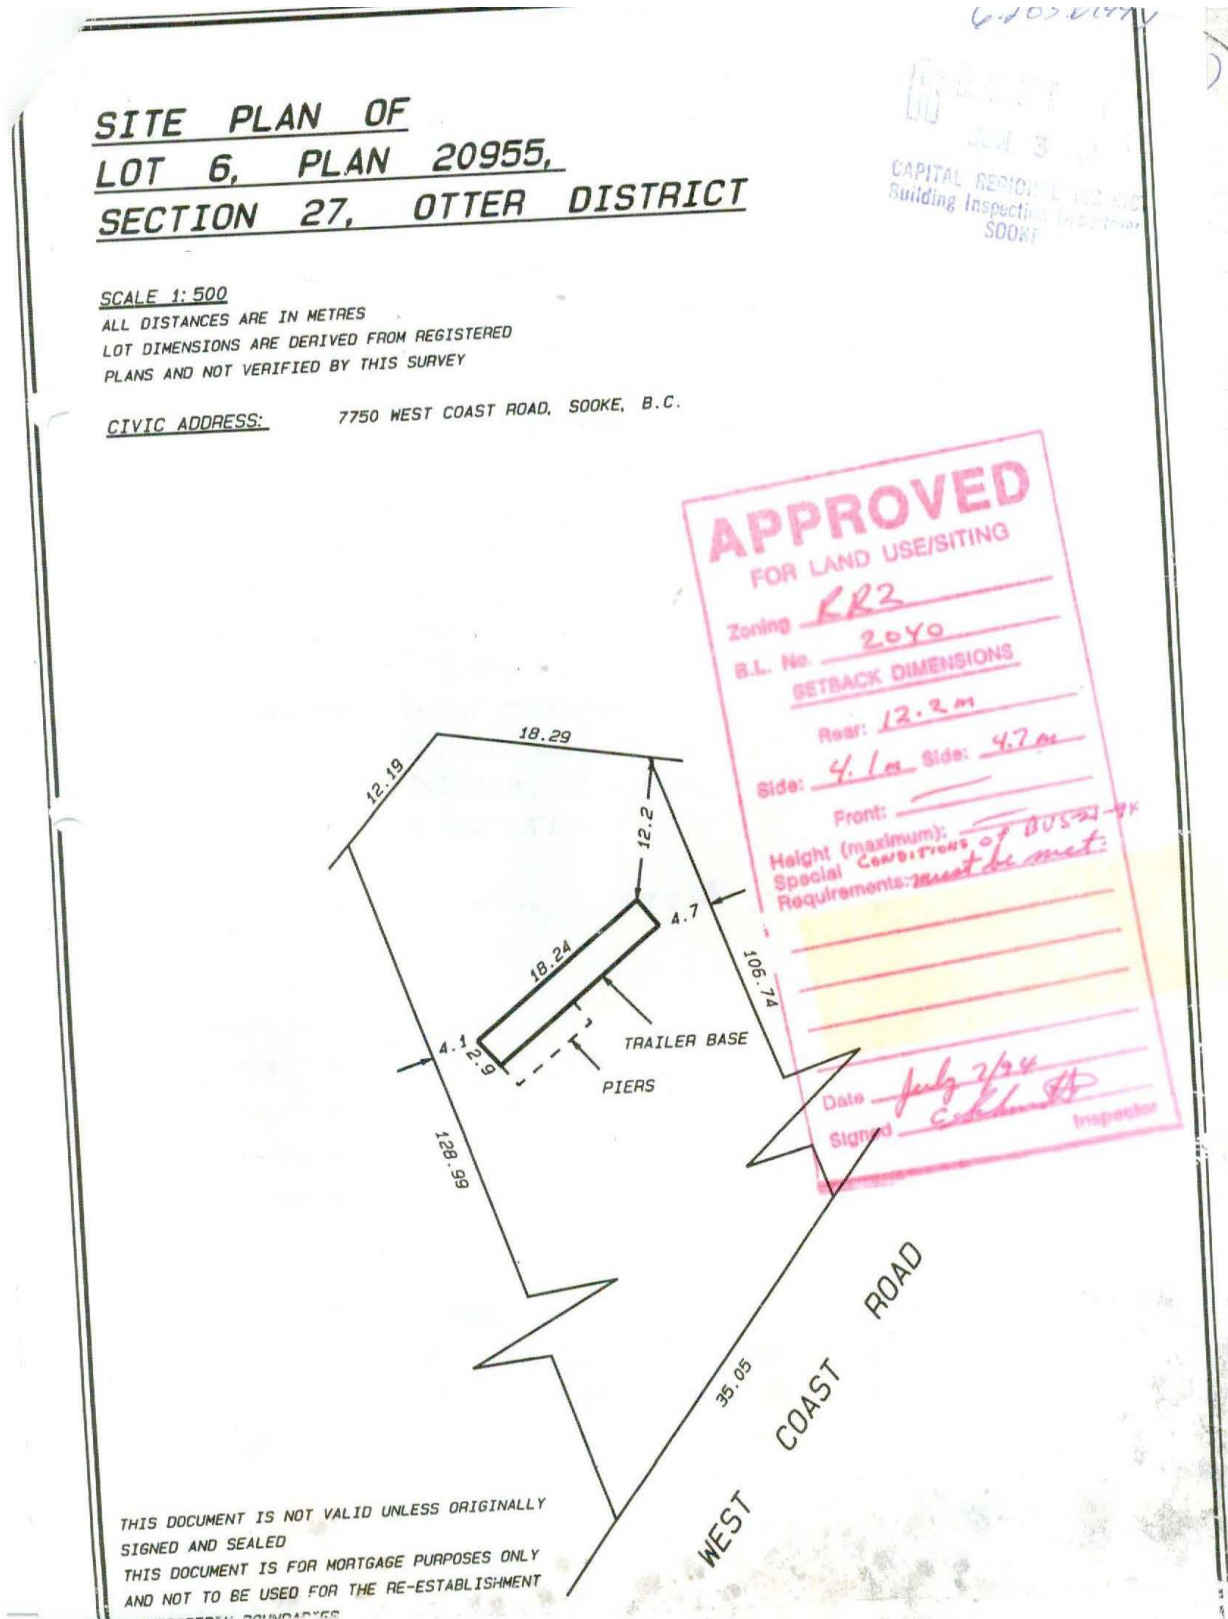 SITE PLAN OF
LOT 6, PLAN 20955,
SECTION 27, OTTER DISTRICT
JUN 3
CAPITAL REGIONAL
Building Inspection
SOOKE
SCALE 1:500
ALL DISTANCES ARE IN METRES
LOT DIMENSIONS ARE DERIVED FROM REGISTERED
PLANS AND NOT VERIFIED BY THIS SURVEY
CIVIC ADDRESS: 7750 WEST COAST ROAD, SOOKE, B.C.
APPROVED
FOR LAND USE/SITING
Zoning RR2
B.L. No. 2040
SETBACK DIMENSIONS
Rear: 12.2 m
Side: 4.1 m Side: 4.7 m
Front:
Height (maximum):
Special CONDITIONS of
Requirements: must be met.
Date July 7/94
Signed
Inspector
18.29
12.19
12.2
4.7
18.24
106.74
4.1
2.9
TRAILER BASE
PIERS
128.99
35.05
WEST COAST ROAD
THIS DOCUMENT IS NOT VALID UNLESS ORIGINALLY
SIGNED AND SEALED
THIS DOCUMENT IS FOR MORTGAGE PURPOSES ONLY
AND NOT TO BE USED FOR THE RE-ESTABLISHMENT